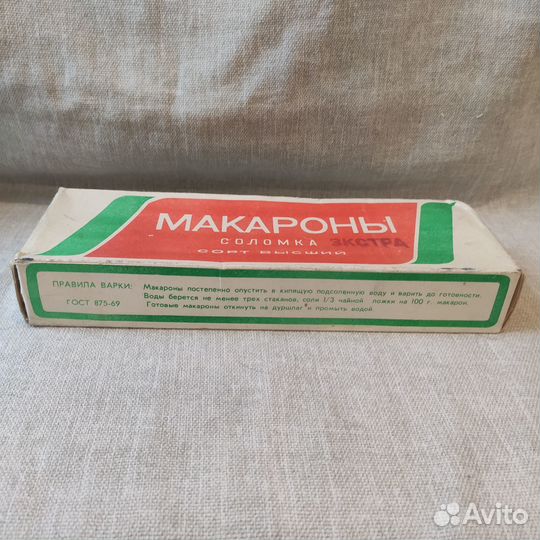 МАКАРОНЫ
СОЛОМКА ЭКСТРА
СОРТ ВЫСШИЙ
ПРАВИЛА ВАРКИ: Макароны постепенно опустить в кипящую подсоленную воду и варить до готовности.
Воды берется не менее трех стаканов, соли 1/3 чайной ложки на 100 г. макарон.
ГОСТ 875-69 Готовые макароны откинуть на дуршлаг и промыть водой.
Avito